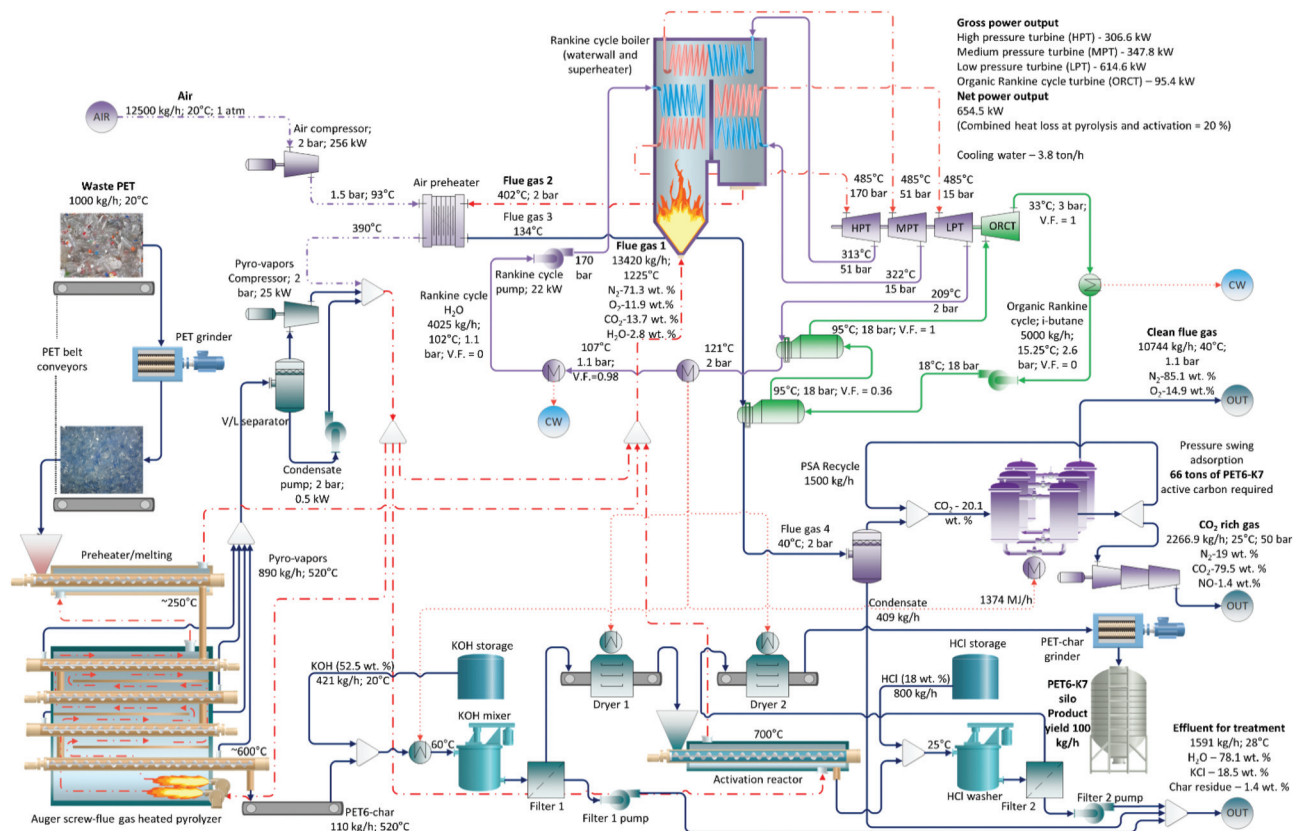 Gross power output
High pressure turbine (HPT) - 306.6 kW
Medium pressure turbine (MPT) - 347.8 kW
Low pressure turbine (LPT) - 614.6 kW
Organic Rankine cycle turbine (ORCT) – 95.4 kW
Net power output
654.5 kW
(Combined heat loss at pyrolysis and activation = 20 %)
Cooling water – 3.8 ton/h
Rankine cycle boiler
(waterwall and
superheater)
Air
12500 kg/h; 20°C; 1 atm
AIR
Air compressor;
2 bar; 256 kW
1.5 bar; 93°C
Air preheater
Flue gas 2
402°C; 2 bar
Flue gas 3
134°C
390°C
Waste PET
1000 kg/h; 20°C
PET belt
conveyors
PET grinder
Pyro-vapors
Compressor; 2
bar; 25 kW
V/L separator
Condensate
pump; 2 bar;
0.5 kW
Rankine cycle
pump; 22 kW
170
bar
Rankine cycle
H₂O
4025 kg/h;
102°C; 1.1
bar; V.F. = 0
Flue gas 1
13420 kg/h;
1225°C
N₂-71.3 wt. %
O₂-11.9 wt. %
CO₂-13.7 wt. %
H₂O-2.8 wt. %
485°C
170 bar
485°C
51 bar
485°C
15 bar
HPT
MPT
LPT
ORCT
313°C
51 bar
322°C
15 bar
209°C
2 bar
33°C; 3 bar;
V.F. = 1
CW
Organic Rankine
cycle; i-butane
5000 kg/h;
15.25°C; 2.6
bar; V.F. = 0
95°C; 18 bar; V.F. = 1
95°C; 18 bar; V.F. = 0.36
18°C; 18 bar
107°C
1.1 bar;
V.F.=0.98
121°C
2 bar
CW
Clean flue gas
10744 kg/h; 40°C;
1.1 bar
N₂-85.1 wt. %
O₂-14.9 wt. %
OUT
Pressure swing
adsorption
66 tons of PET6-K7
active carbon required
PSA Recycle
1500 kg/h
CO₂ - 20.1
wt. %
Flue gas 4
40°C; 2 bar
CO₂ rich gas
2266.9 kg/h; 25°C; 50 bar
N₂-19 wt. %
CO₂-79.5 wt. %
NO-1.4 wt.%
OUT
1374 MJ/h
Condensate
409 kg/h
Preheater/melting
~250°C
Pyro-vapors
890 kg/h; 520°C
~600°C
Auger screw-flue gas heated pyrolyzer
PET6-char
110 kg/h; 520°C
KOH (52.5 wt. %)
421 kg/h; 20°C
KOH storage
KOH mixer
60°C
Filter 1
Filter 1 pump
Dryer 1
Dryer 2
700°C
Activation reactor
HCl (18 wt. %)
800 kg/h
HCl storage
25°C
HCl washer
Filter 2
Filter 2 pump
PET-char
grinder
PET6-K7
silo
Product
yield 100
kg/h
Effluent for treatment
1591 kg/h; 28°C
H₂O – 78.1 wt. %
KCl – 18.5 wt. %
Char residue – 1.4 wt. %
OUT